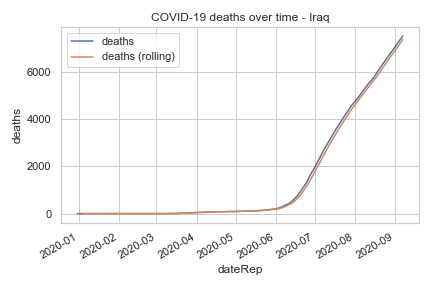 COVID-19 deaths over time - Iraq
deaths
deaths (rolling)
6000
4000
2000
0
deaths
2020-01
2020-02
2020-03
2020-04
2020-05
2020-06
2020-07
2020-08
2020-09
dateRep